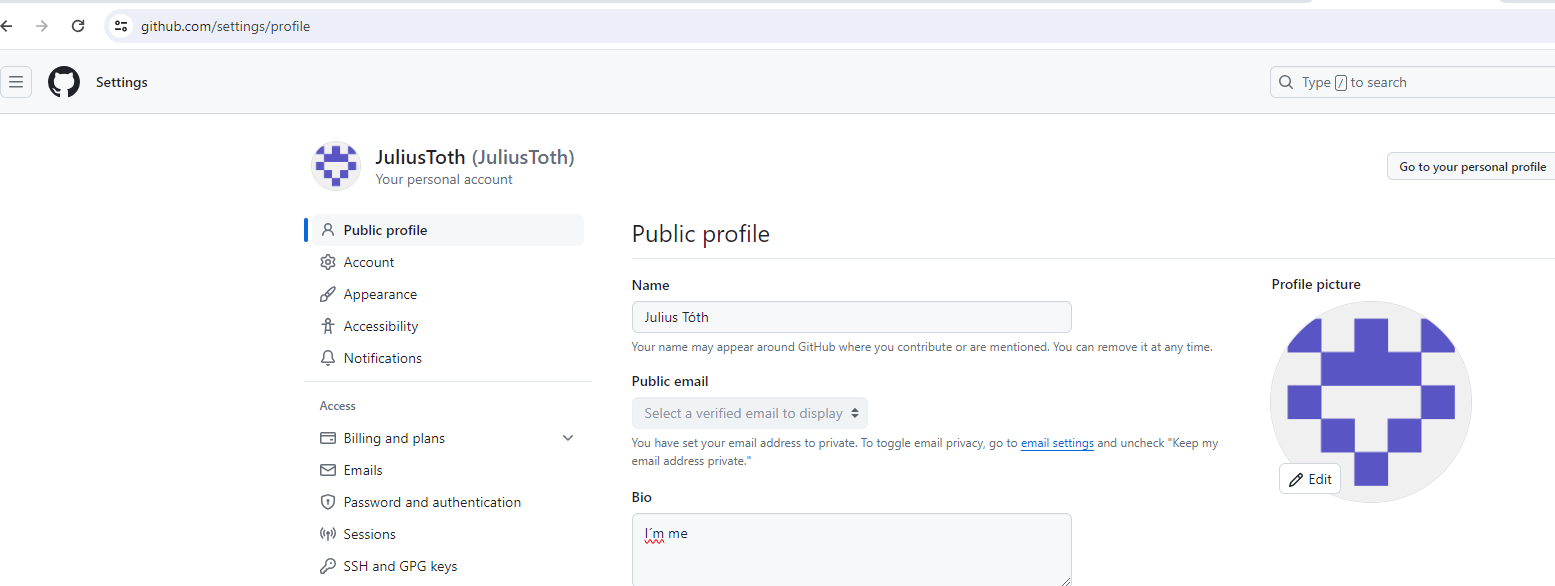 github.com/settings/profile
Settings
Type / to search
JuliusToth (JuliusToth)
Your personal account
Go to your personal profile
Public profile
Account
Appearance
Accessibility
Notifications
Access
Billing and plans
Emails
Password and authentication
Sessions
SSH and GPG keys
Public profile
Name
Julius Tóth
Your name may appear around GitHub where you contribute or are mentioned. You can remove it at any time.
Public email
Select a verified email to display
You have set your email address to private. To toggle email privacy, go to email settings and uncheck "Keep my
email address private."
Bio
I´m me
Profile picture
Edit